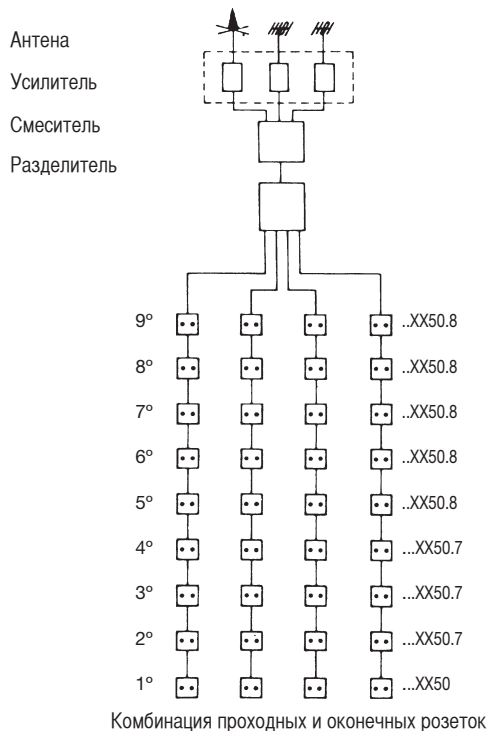 Антена
Усилитель
Смеситель
Разделитель
9° ..XX50.8
8° ..XX50.8
7° ..XX50.8
6° ..XX50.8
5° ..XX50.8
4° ...XX50.7
3° ...XX50.7
2° ...XX50.7
1° ...XX50
Комбинация проходных и оконечных розеток